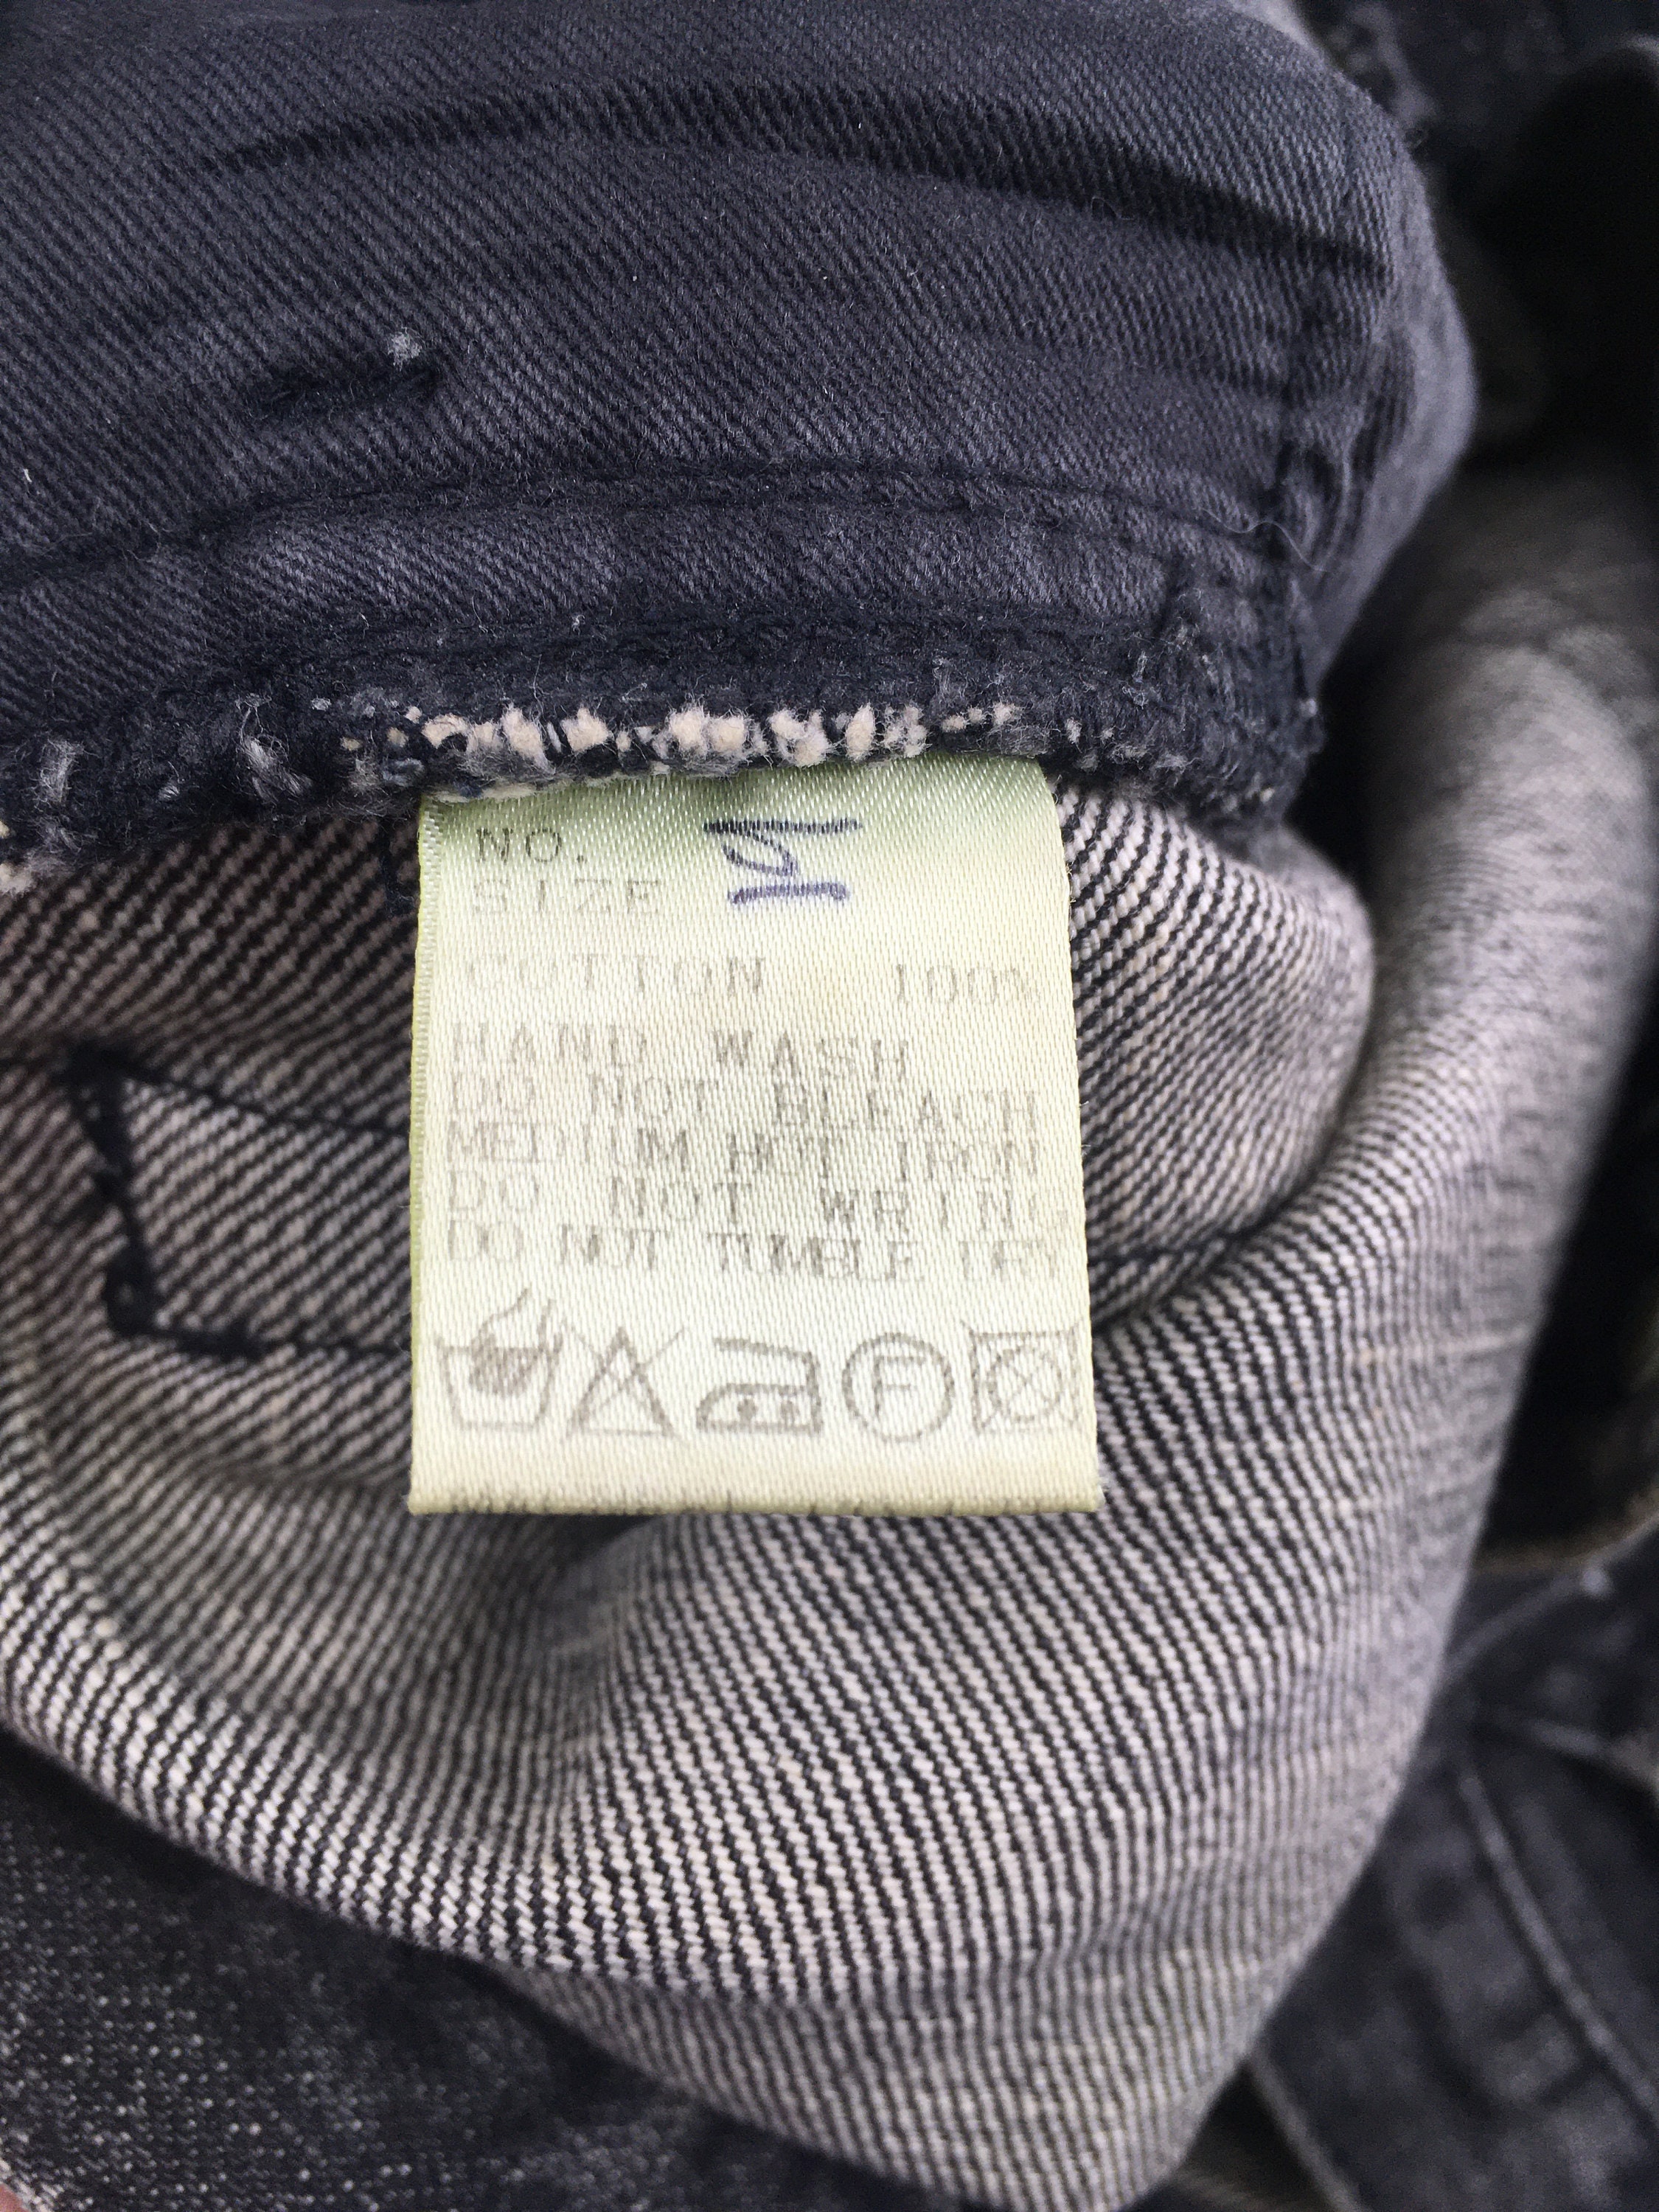 NO.
SIZE
COTTON 100%
HAND WASH
DO NOT BLEACH
MEDIUM HOT IRON
DO NOT WRING
DO NOT TUMBLE DRY
F